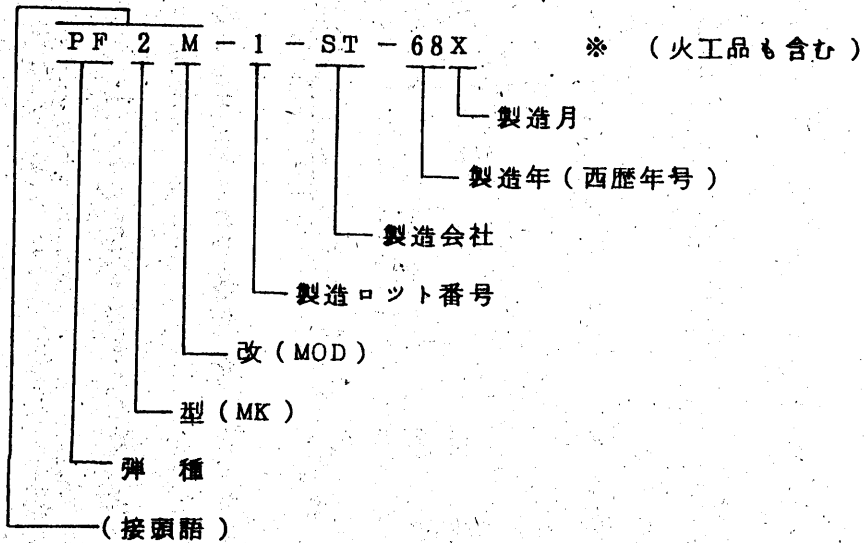 PF2M-1-ST-68X ※ (火工品も含む)
製造月
製造年(西歴年号)
製造会社
製造ロット番号
改(MOD)
型(MK)
弾 種
(接頭語)